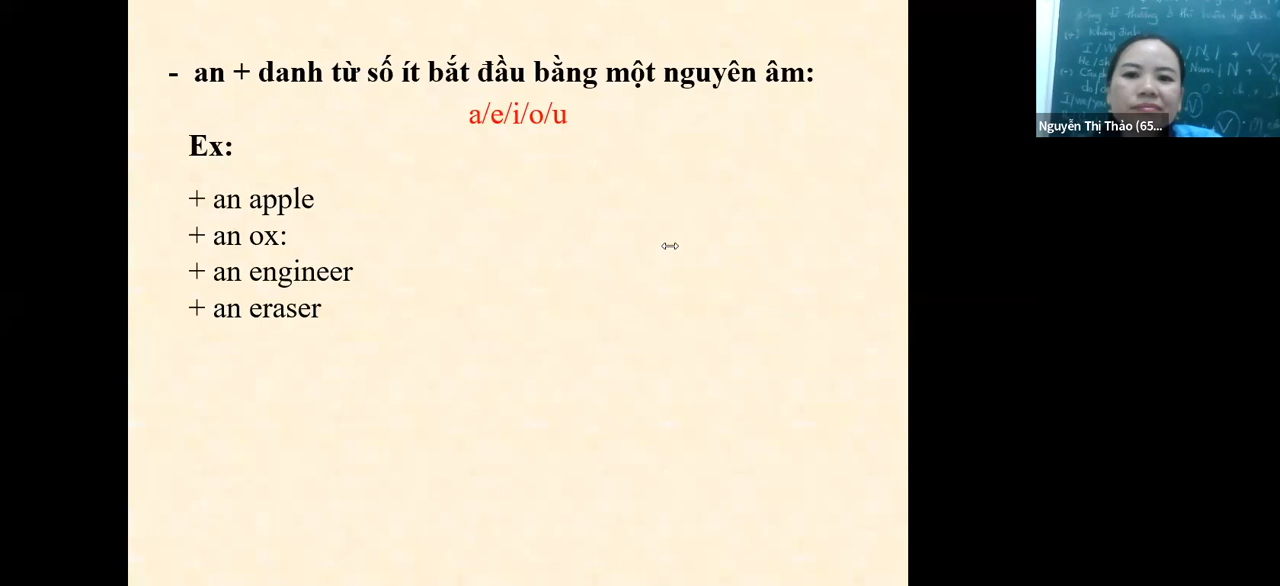 - an + danh từ số ít bắt đầu bằng một nguyên âm:
a/e/i/o/u
Ex:
+ an apple
+ an ox:
+ an engineer
+ an eraser
Nguyễn Thị Thảo (65...